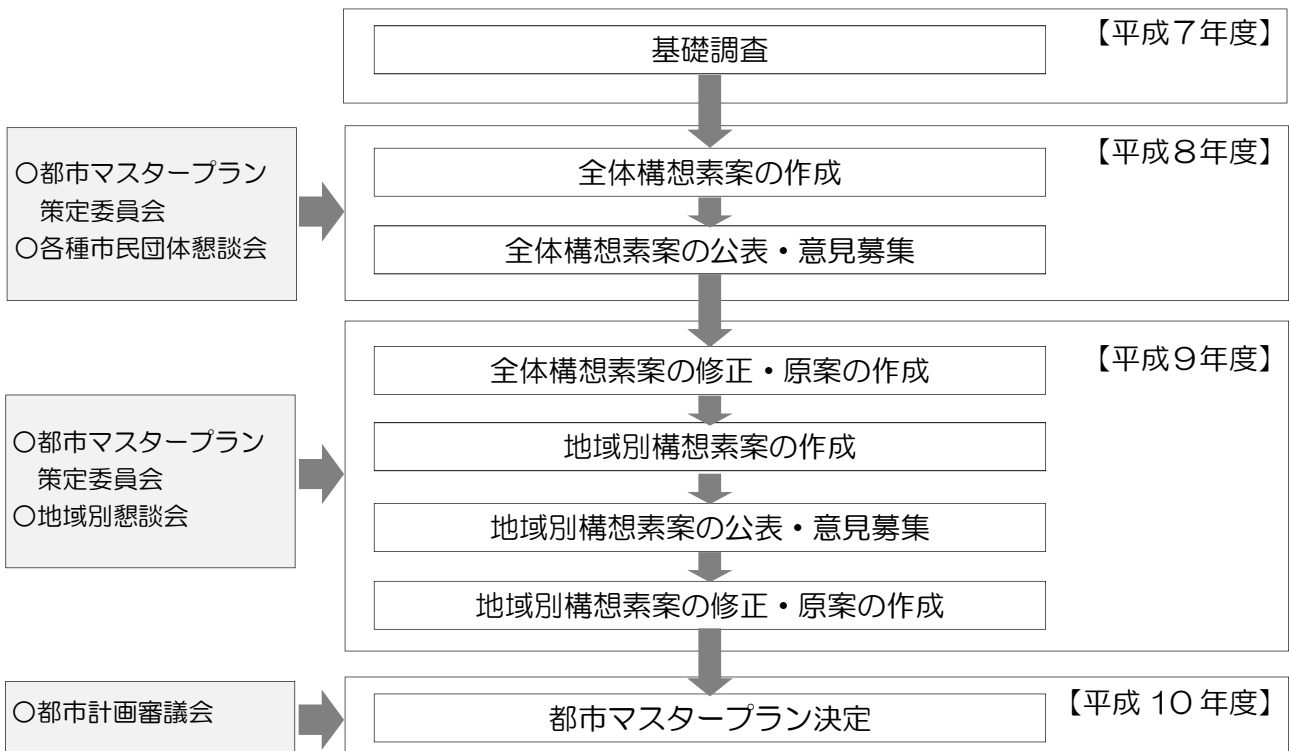 【平成７年度】
基礎調査
【平成８年度】
〇都市マスタープラン
策定委員会
〇各種市民団体懇談会
全体構想素案の作成
全体構想素案の公表・意見募集
【平成９年度】
〇都市マスタープラン
策定委員会
〇地域別懇談会
全体構想素案の修正・原案の作成
地域別構想素案の作成
地域別構想素案の公表・意見募集
地域別構想素案の修正・原案の作成
【平成 10 年度】
〇都市計画審議会
都市マスタープラン決定